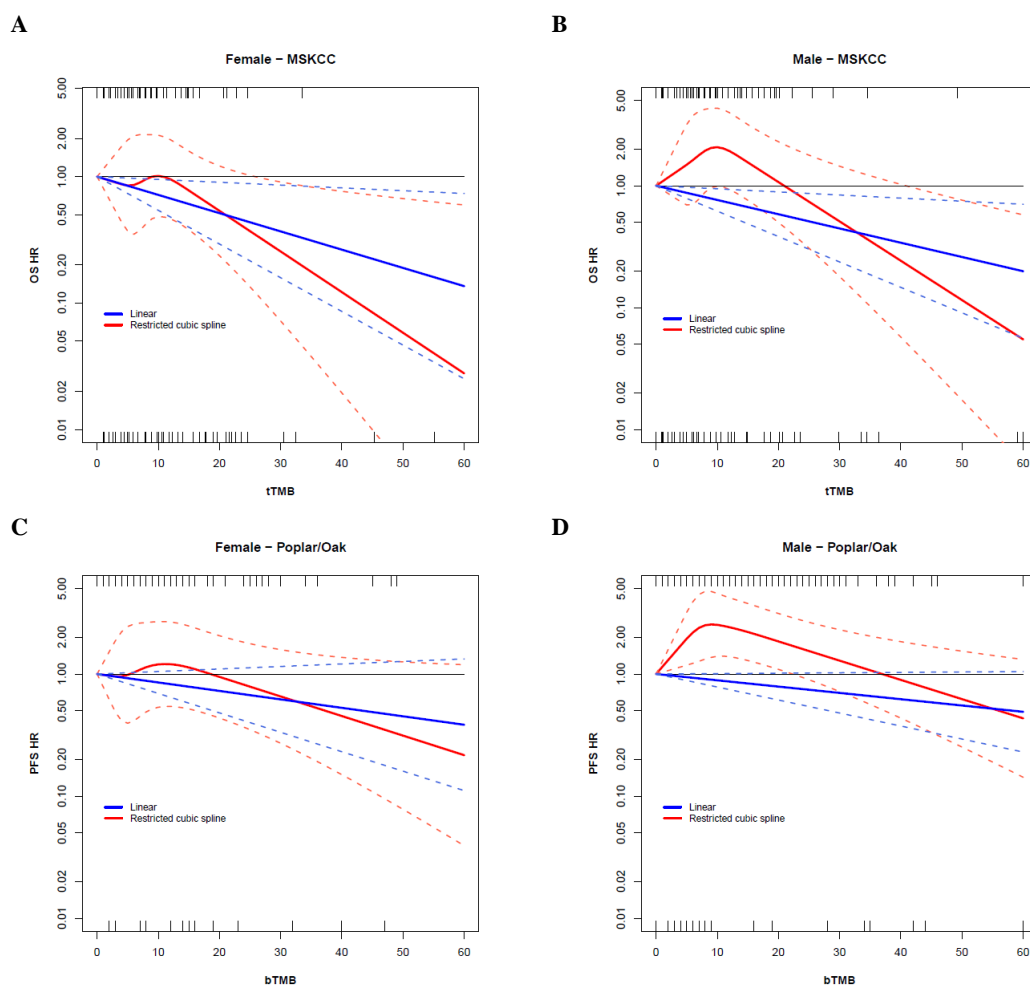 A
Female − MSKCC
OS HR
5.00
2.00
1.00
0.50
0.20
0.10
0.05
0.02
0.01
Linear
Restricted cubic spline
0 10 20 30 40 50 60
tTMB
B
Male − MSKCC
OS HR
5.00
2.00
1.00
0.50
0.20
0.10
0.05
0.02
0.01
Linear
Restricted cubic spline
0 10 20 30 40 50 60
tTMB
C
Female − Poplar/Oak
PFS HR
5.00
2.00
1.00
0.50
0.20
0.10
0.05
0.02
0.01
Linear
Restricted cubic spline
0 10 20 30 40 50 60
bTMB
D
Male − Poplar/Oak
PFS HR
5.00
2.00
1.00
0.50
0.20
0.10
0.05
0.02
0.01
Linear
Restricted cubic spline
0 10 20 30 40 50 60
bTMB